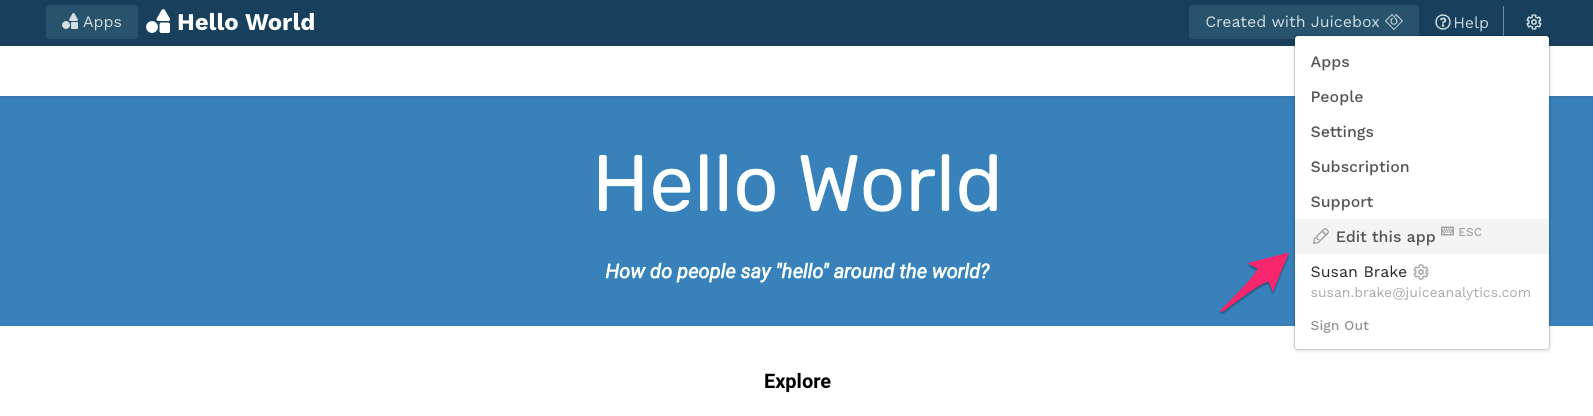 Apps Hello World Created with Juicebox Help
Apps
People
Settings
Subscription
Support
Edit this app ESC
Susan Brake
susan.brake@juiceanalytics.com
Sign Out
Hello World
How do people say "hello" around the world?
Explore